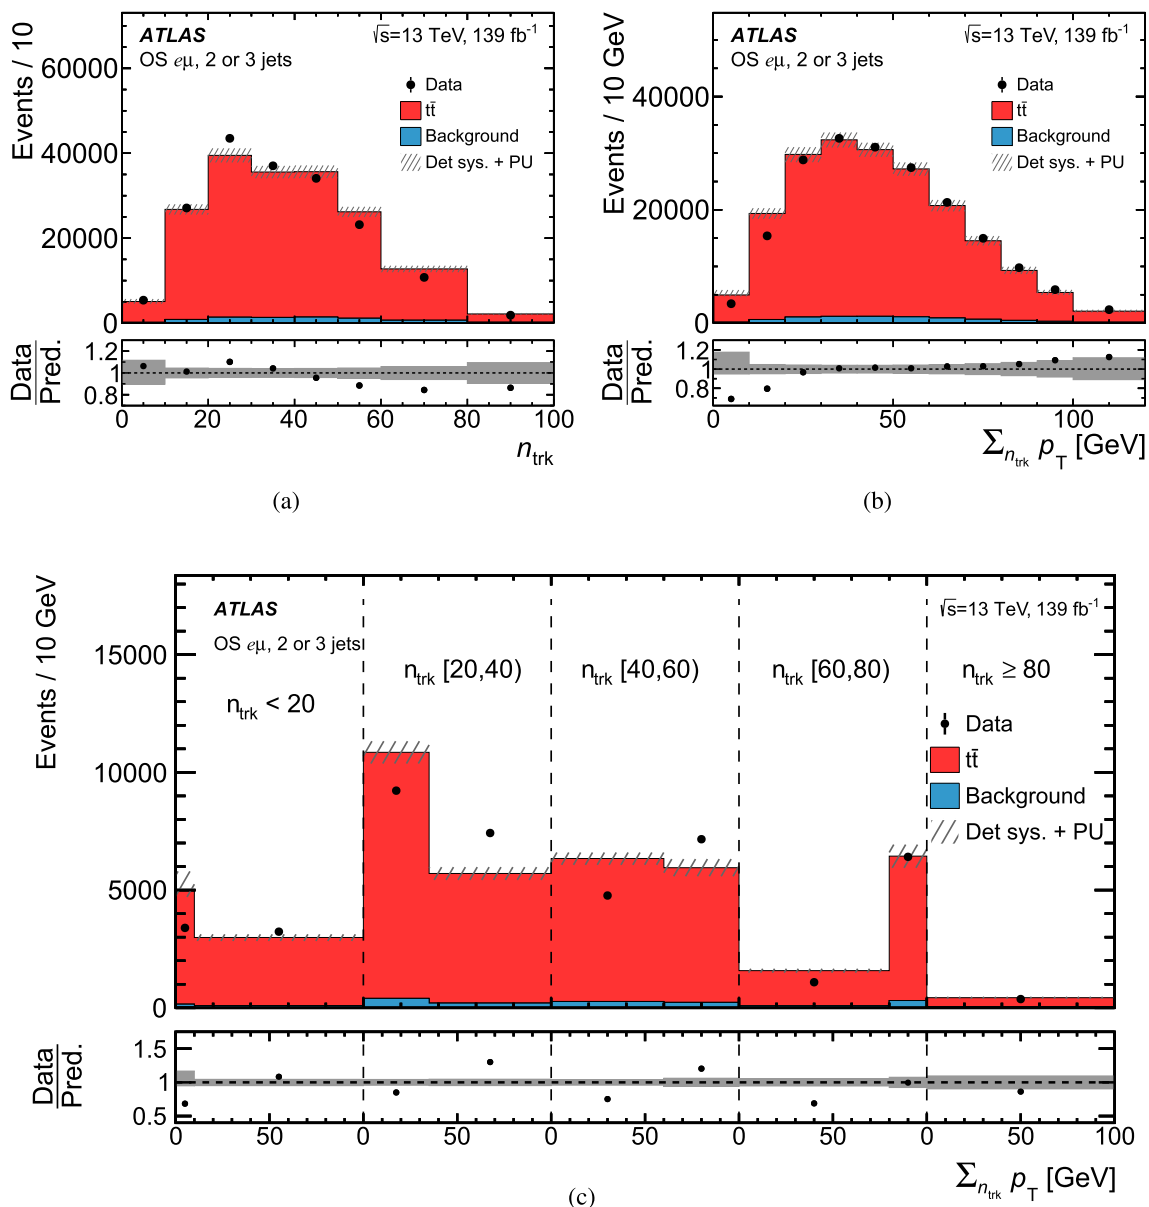 ATLAS
√s=13 TeV, 139 fb⁻¹
OS eμ, 2 or 3 jets
Data
tt̄
Background
Det sys. + PU
Events / 10
60000
40000
20000
0
Data
Pred.
1.2
1
0.8
0 20 40 60 80 100
n_trk
(a)
ATLAS
√s=13 TeV, 139 fb⁻¹
OS eμ, 2 or 3 jets
Data
tt̄
Background
Det sys. + PU
Events / 10 GeV
40000
20000
0
Data
Pred.
1.2
1
0.8
0 50 100
Σ_{n_trk} p_T [GeV]
(b)
ATLAS
√s=13 TeV, 139 fb⁻¹
OS eμ, 2 or 3 jets
n_trk < 20
n_trk [20,40)
n_trk [40,60)
n_trk [60,80)
n_trk ≥ 80
Data
tt̄
Background
Det sys. + PU
Events / 10 GeV
15000
10000
5000
0
Data
Pred.
1.5
1
0.5
0 50 0 50 0 50 0 50 0 50 100
Σ_{n_trk} p_T [GeV]
(c)